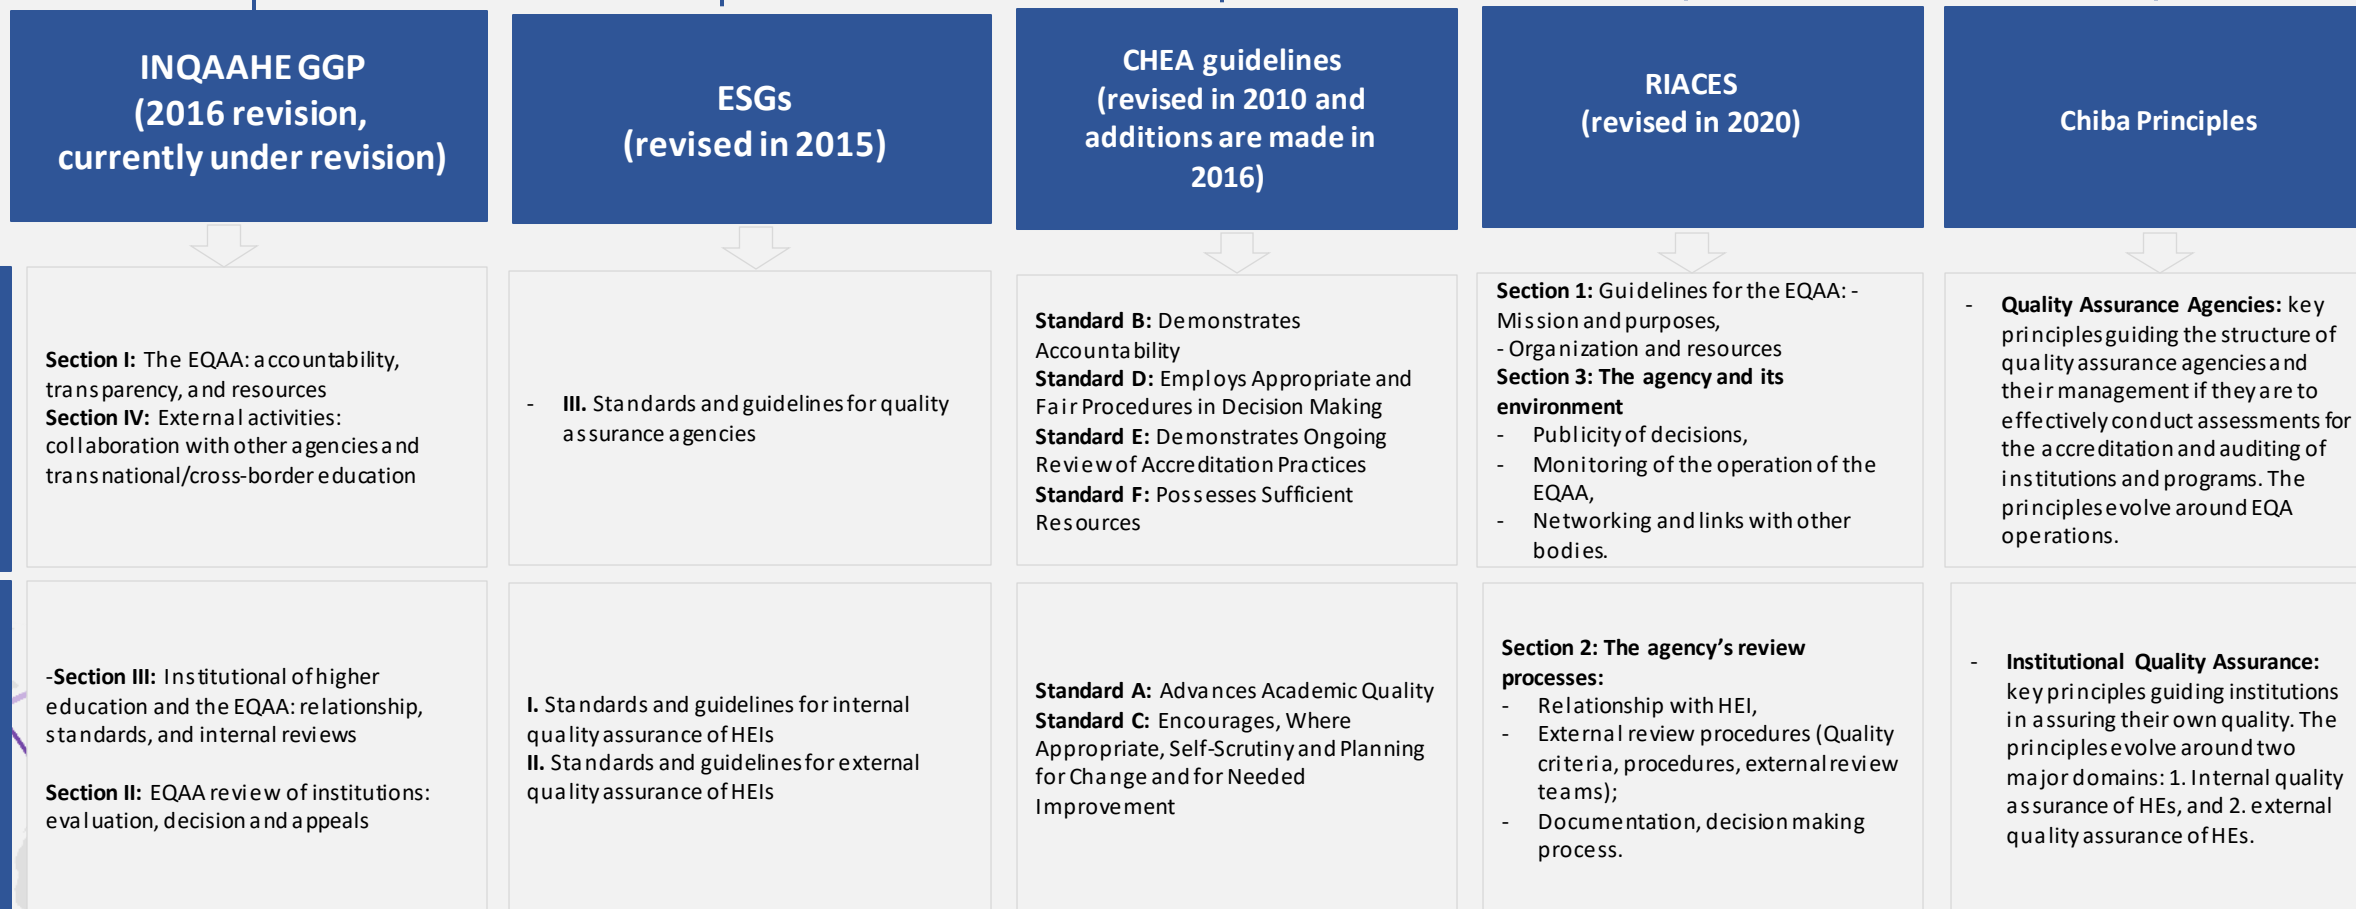 INQAAHE GGP
(2016 revision,
currently under revision)
ESGs
(revised in 2015)
CHEA guidelines
(revised in 2010 and
additions are made in
2016)
RIACES
(revised in 2020)
Chiba Principles
Section I: The EQAA: accountability,
transparency, and resources
Section IV: External activities:
collaboration with other agencies and
transnational/cross-border education
- III. Standards and guidelines for quality
assurance agencies
Standard B: Demonstrates
Accountability
Standard D: Employs Appropriate and
Fair Procedures in Decision Making
Standard E: Demonstrates Ongoing
Review of Accreditation Practices
Standard F: Possesses Sufficient
Resources
Section 1: Guidelines for the EQAA: -
Mission and purposes,
- Organization and resources
Section 3: The agency and its
environment
- Publicity of decisions,
- Monitoring of the operation of the
EQAA,
- Networking and links with other
bodies.
- Quality Assurance Agencies: key
principles guiding the structure of
quality assurance agencies and
their management if they are to
effectively conduct assessments for
the accreditation and auditing of
institutions and programs. The
principles evolve around EQA
operations.
-Section III: Institutional of higher
education and the EQAA: relationship,
standards, and internal reviews
Section II: EQAA review of institutions:
evaluation, decision and appeals
I. Standards and guidelines for internal
quality assurance of HEIs
II. Standards and guidelines for external
quality assurance of HEIs
Standard A: Advances Academic Quality
Standard C: Encourages, Where
Appropriate, Self-Scrutiny and Planning
for Change and for Needed
Improvement
Section 2: The agency’s review
processes:
- Relationship with HEI,
- External review procedures (Quality
criteria, procedures, external review
teams);
- Documentation, decision making
process.
- Institutional Quality Assurance:
key principles guiding institutions
in assuring their own quality. The
principles evolve around two
major domains: 1. Internal quality
assurance of HEs, and 2. external
quality assurance of HEs.